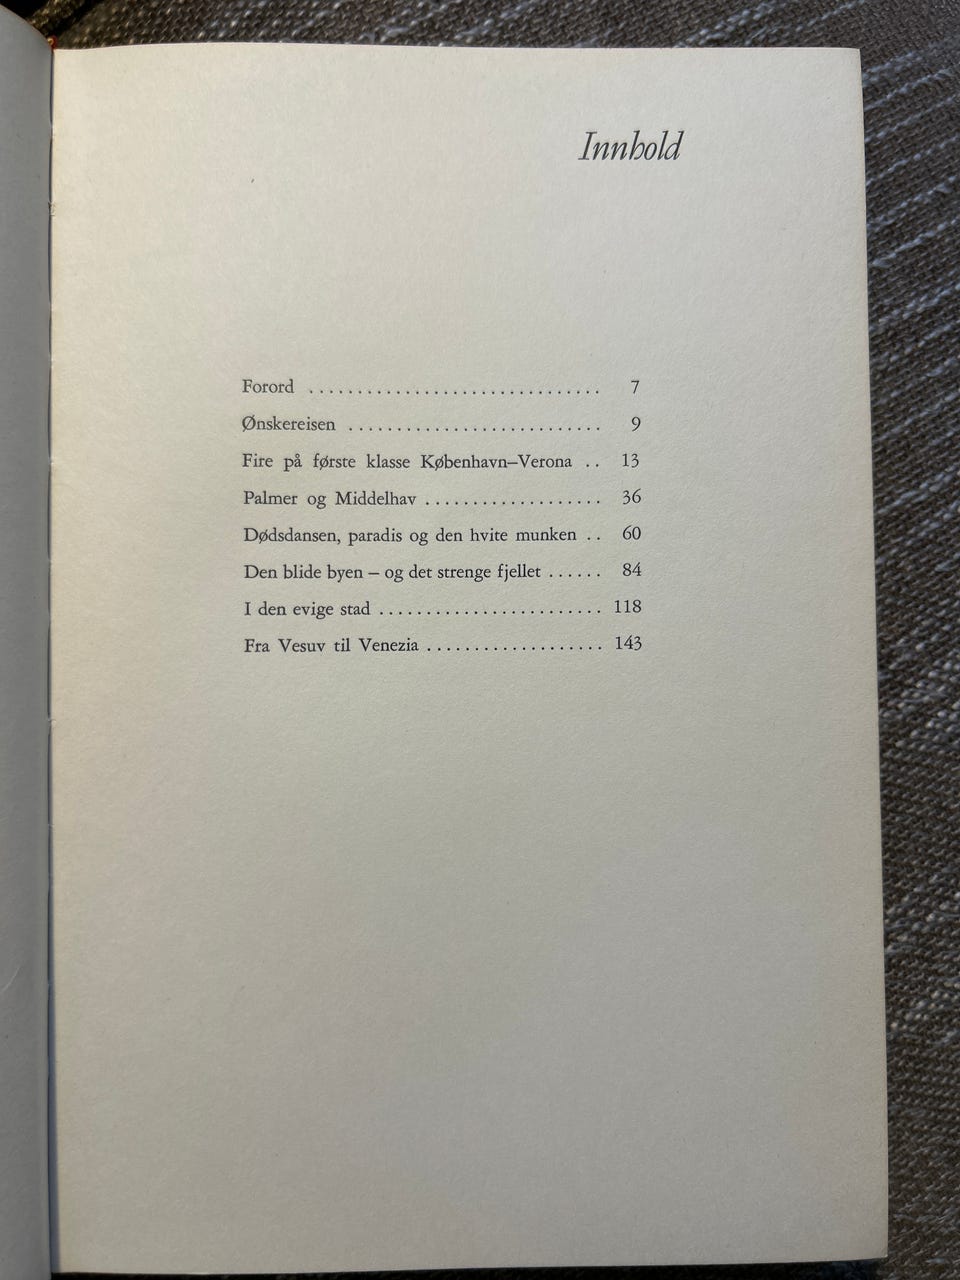 Innhold
Forord .............................. 7
Ønskereisen .......................... 9
Fire på første klasse København–Verona .. 13
Palmer og Middelhav ................... 36
Dødsdansen, paradis og den hvite munken .. 60
Den blide byen – og det strenge fjellet ...... 84
I den evige stad ........................ 118
Fra Vesuv til Venezia ................... 143